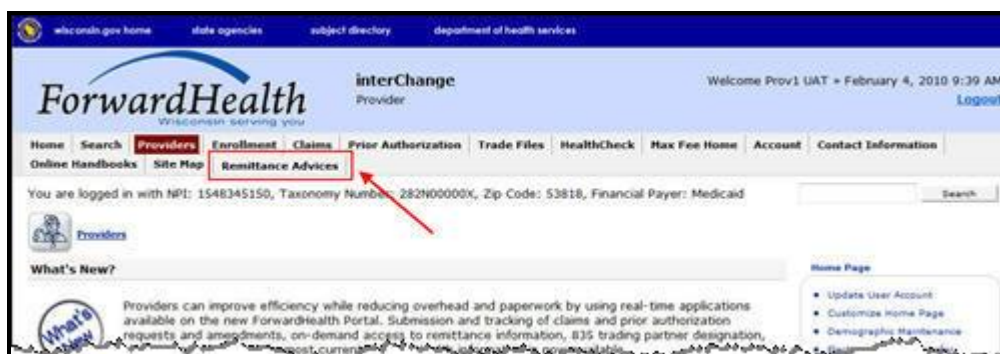 wisconsin.gov home state agencies subject directory department of health services
ForwardHealth
Wisconsin serving you
interChange
Provider
Welcome Prov1 UAT » February 4, 2010 9:39 AM
Logout
Home Search Providers Enrollment Claims Prior Authorization Trade Files HealthCheck Max Fee Home Account Contact Information
Online Handbooks Site Map Remittance Advices
You are logged in with NPI: 1548345150, Taxonomy Number: 282N00000X, Zip Code: 53818, Financial Payer: Medicaid
Search
Providers
What's New?
Home Page
What's New
Providers can improve efficiency while reducing overhead and paperwork by using real-time applications
available on the new ForwardHealth Portal. Submission and tracking of claims and prior authorization
requests and amendments, on-demand access to remittance information, 835 trading partner designation,
most current
Update User Account
Customize Home Page
Demographic Maintenance